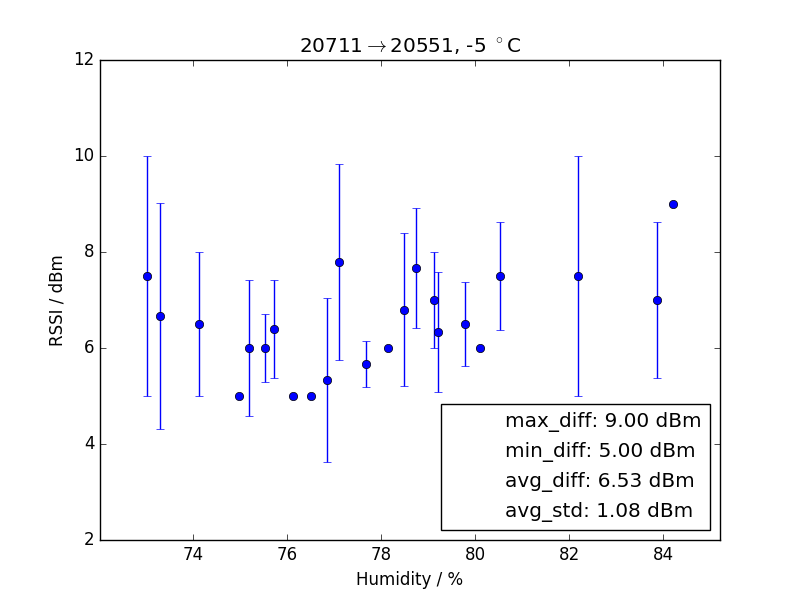 20711→20551, -5 °C
12
10
8
6
4
2
RSSI / dBm
max_diff: 9.00 dBm
min_diff: 5.00 dBm
avg_diff: 6.53 dBm
avg_std: 1.08 dBm
74 76 78 80 82 84
Humidity / %